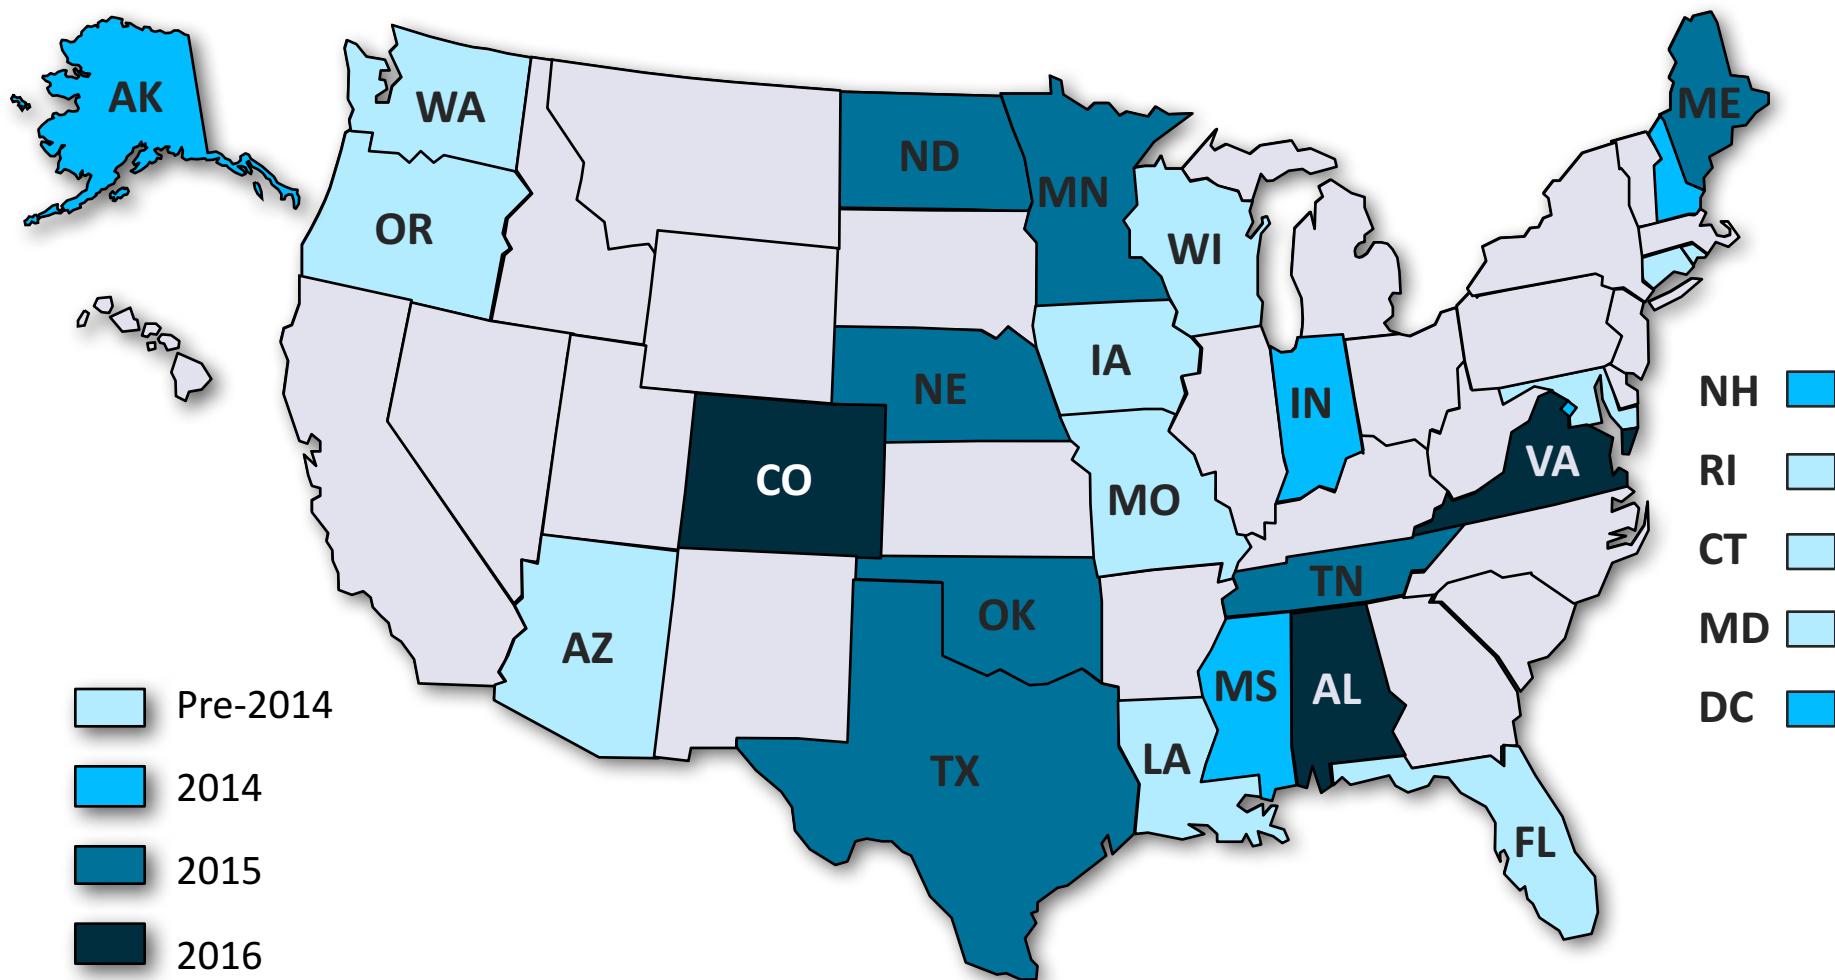 AK
WA
OR
ND
MN
WI
ME
IA
NE
IN
CO
MO
VA
TN
OK
AZ
MS
AL
TX
LA
FL
NH
RI
CT
MD
DC
Pre-2014
2014
2015
2016